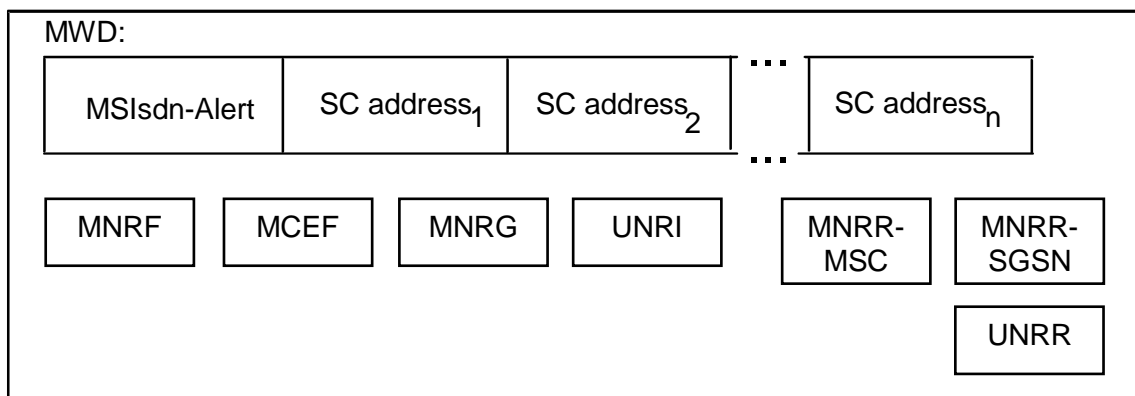 MWD:
MSIsdn-Alert SC address1 SC address2 ... SC addressn
...
MNRF MCEF MNRG UNRI MNRR- MNRR-
MSC SGSN
UNRR